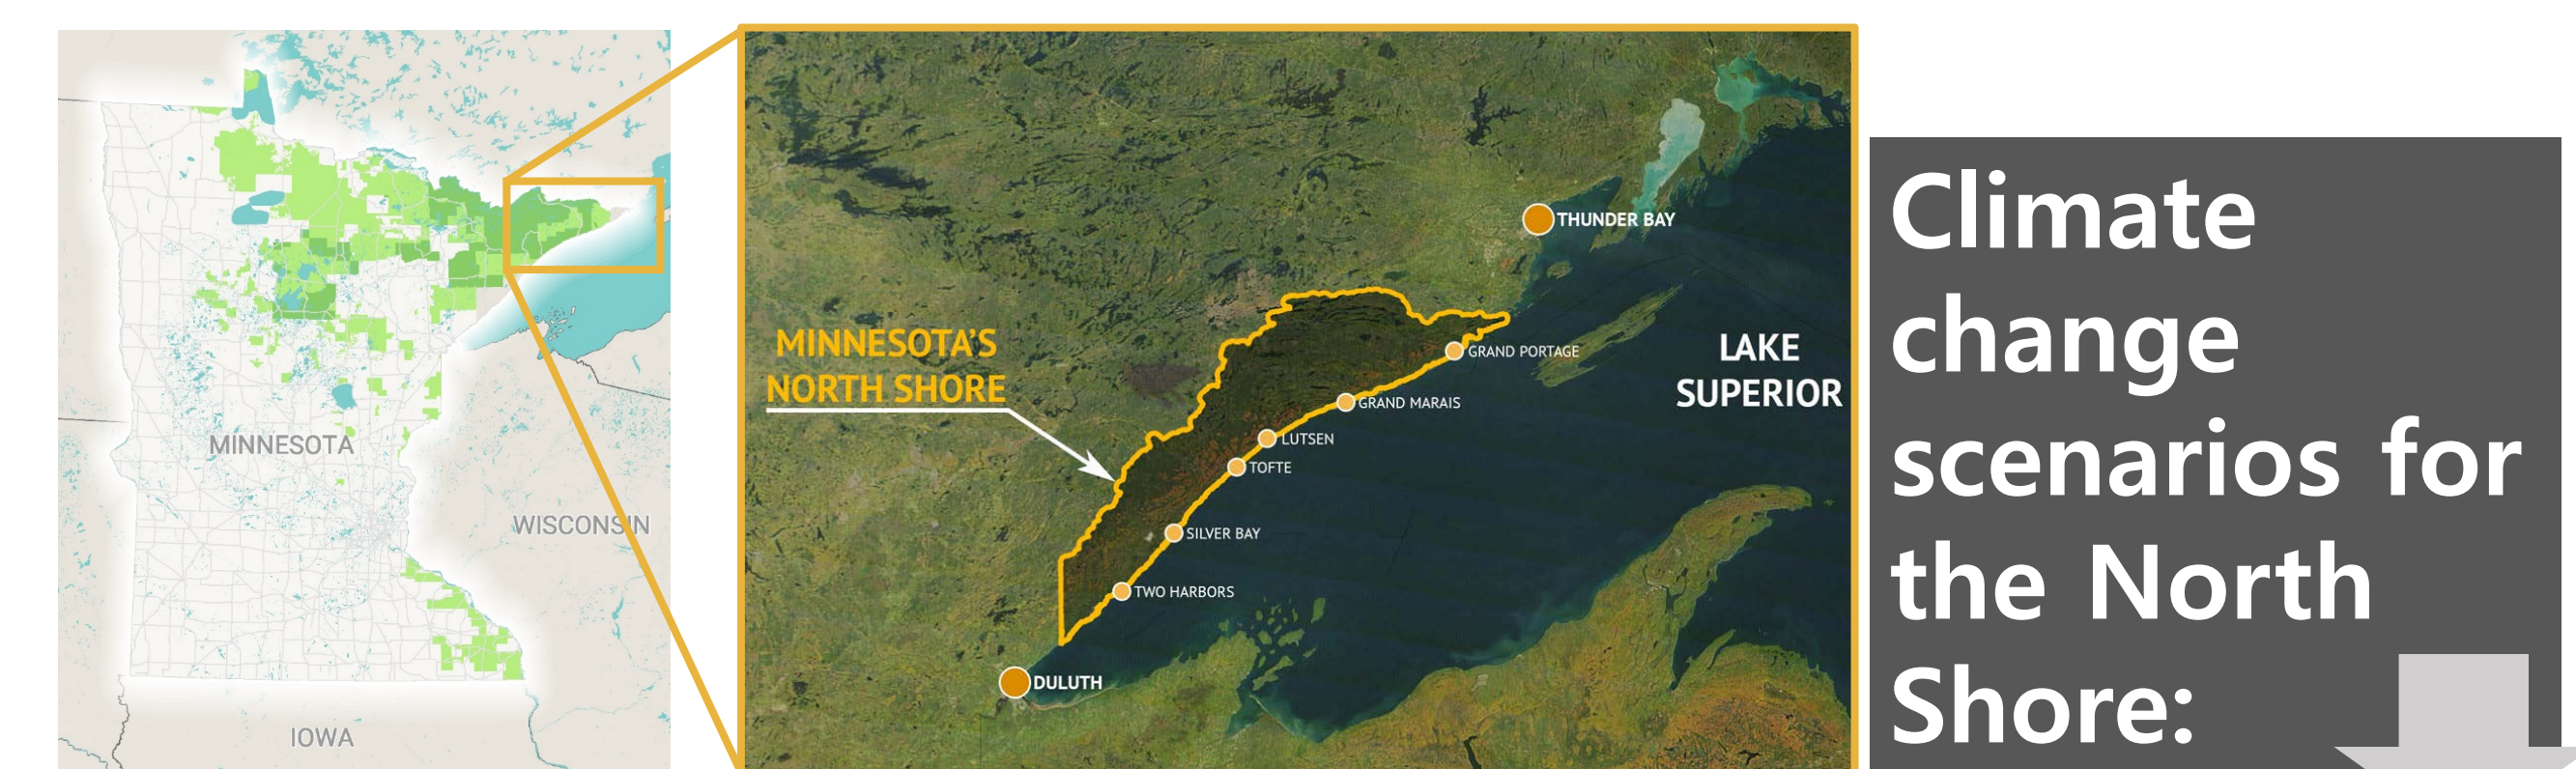 MINNESOTA
WISCONSIN
IOWA
MINNESOTA'S
NORTH SHORE
THUNDER BAY
GRAND PORTAGE
LAKE
SUPERIOR
GRAND MARAIS
LUTSEN
TOFTE
SILVER BAY
TWO HARBORS
DULUTH
Climate
change
scenarios for
the North
Shore: